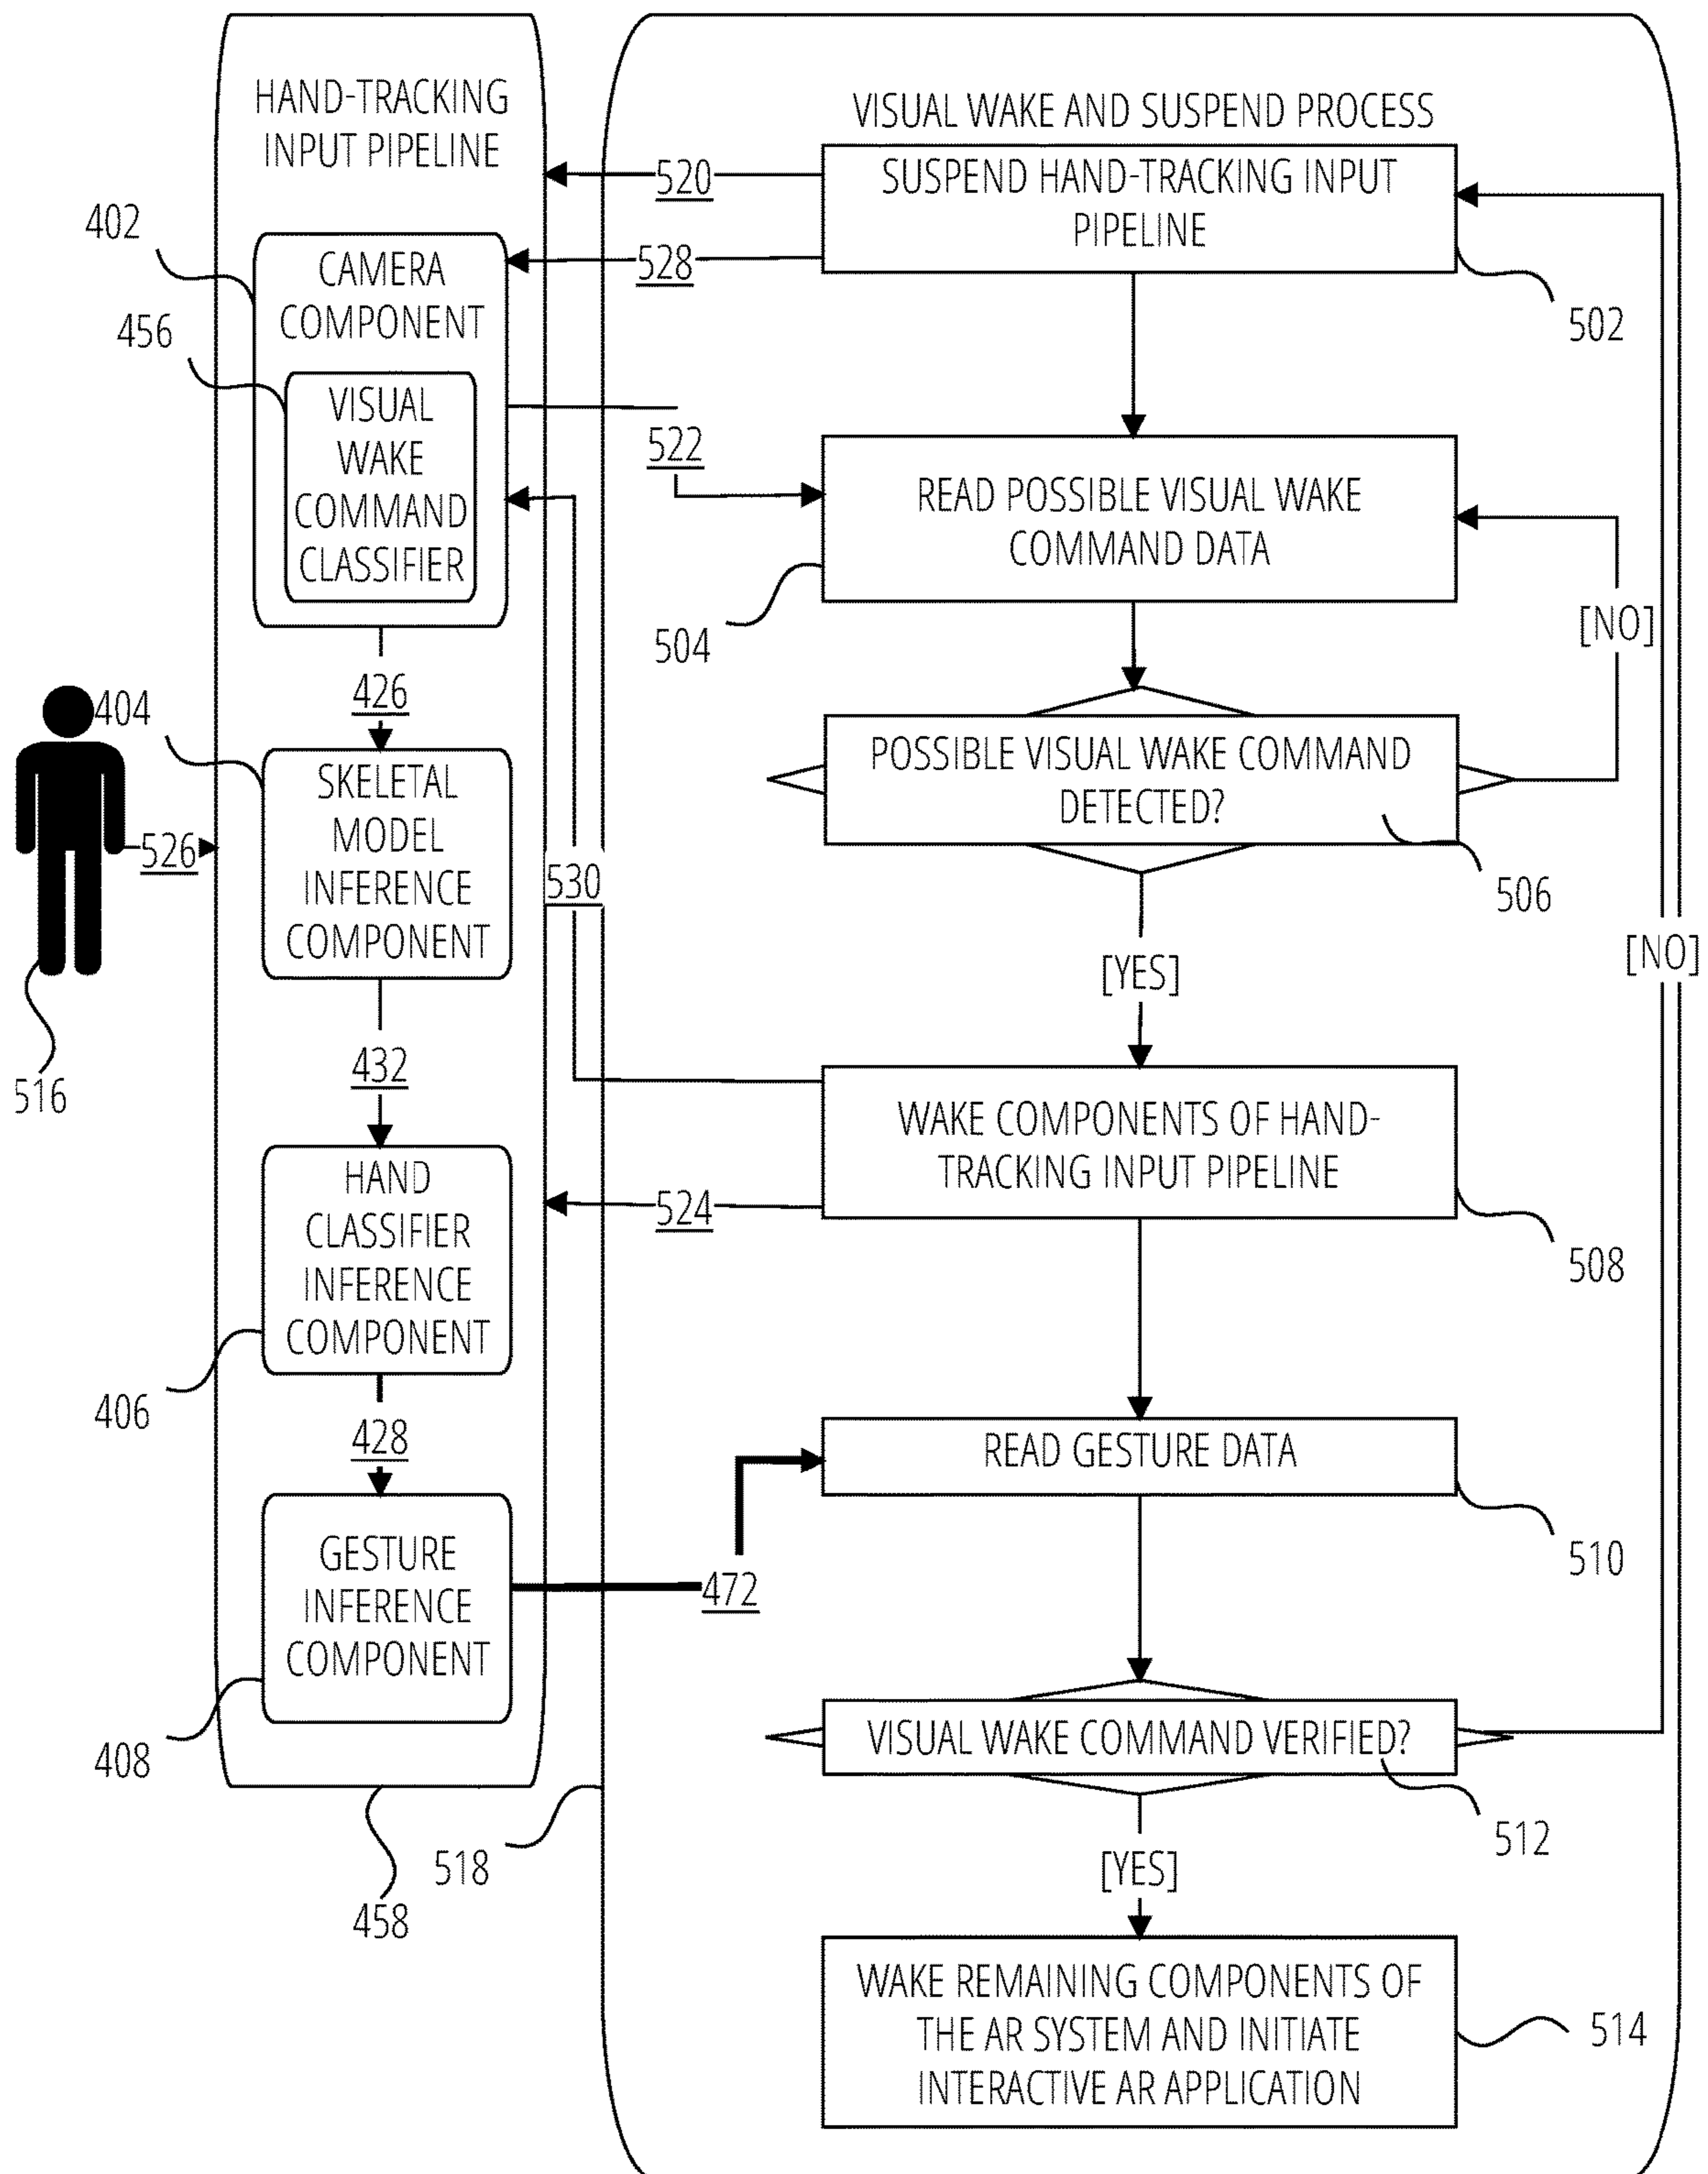 HAND-TRACKING
INPUT PIPELINE
402
CAMERA
COMPONENT
456
VISUAL
WAKE
COMMAND
CLASSIFIER
426
404
SKELETAL
MODEL
INFERENCE
COMPONENT
526
516
432
HAND
CLASSIFIER
INFERENCE
COMPONENT
406
428
GESTURE
INFERENCE
COMPONENT
408
458
VISUAL WAKE AND SUSPEND PROCESS
520
SUSPEND HAND-TRACKING INPUT
PIPELINE
528
502
522
READ POSSIBLE VISUAL WAKE
COMMAND DATA
504
[NO]
POSSIBLE VISUAL WAKE COMMAND
DETECTED?
506
530
[YES]
[NO]
WAKE COMPONENTS OF HAND-
TRACKING INPUT PIPELINE
524
508
READ GESTURE DATA
510
472
VISUAL WAKE COMMAND VERIFIED?
512
518
[YES]
WAKE REMAINING COMPONENTS OF
THE AR SYSTEM AND INITIATE
INTERACTIVE AR APPLICATION
514